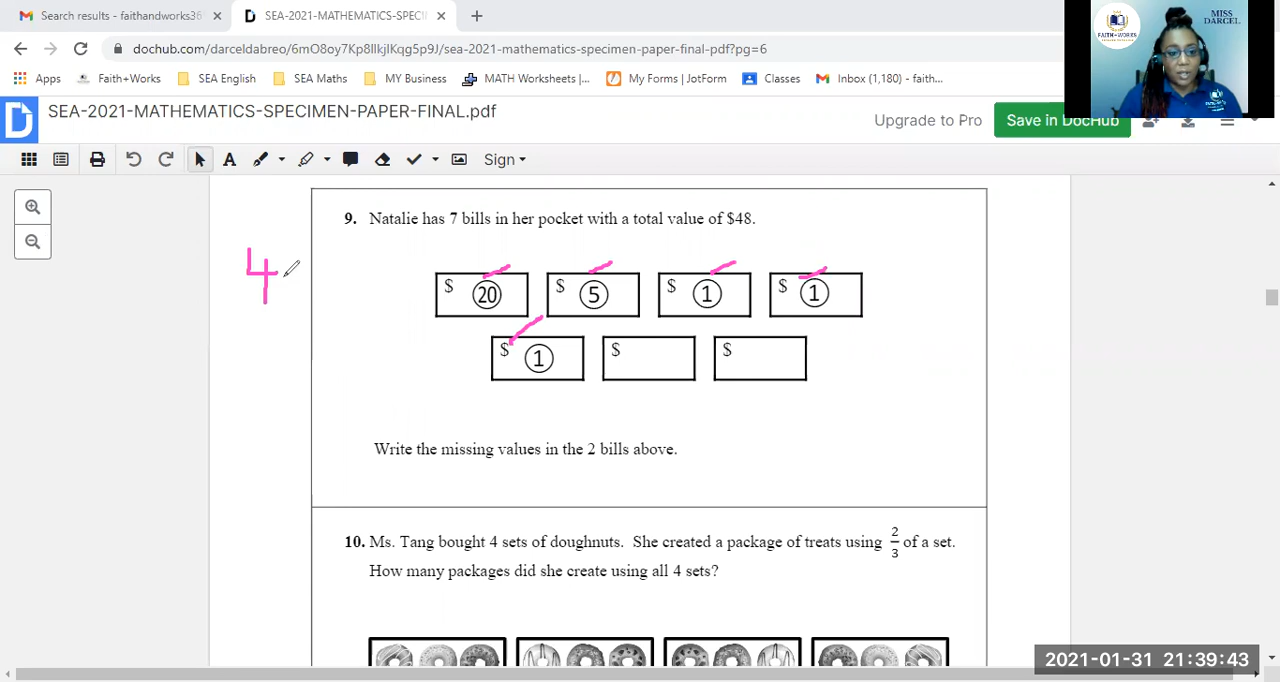 Search results - faithandworks36
SEA-2021-MATHEMATICS-SPECI
dochub.com/darceldabreo/6mO8oy7Kp8llkjlKqg5p9J/sea-2021-mathematics-specimen-paper-final-pdf?pg=6
Apps
Faith+Works
SEA English
SEA Maths
MY Business
MATH Worksheets |...
My Forms | JotForm
Classes
Inbox (1,180) - faith...
MISS DARCEL
FAITH+WORKS
SEA-2021-MATHEMATICS-SPECIMEN-PAPER-FINAL.pdf
Upgrade to Pro
Save in DocHub
A
Sign
9. Natalie has 7 bills in her pocket with a total value of $48.
4
$ 20 $ 5 $ 1 $ 1
$ 1 $ $
Write the missing values in the 2 bills above.
10. Ms. Tang bought 4 sets of doughnuts. She created a package of treats using 2/3 of a set.
How many packages did she create using all 4 sets?
2021-01-31 21:39:43